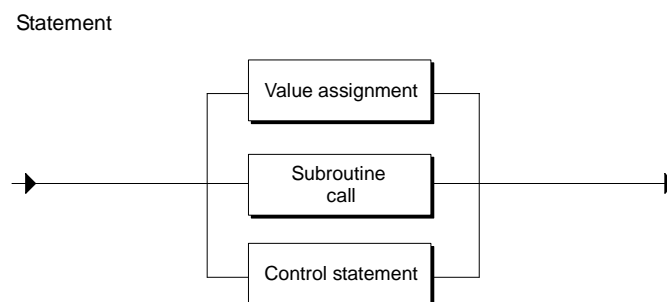 Statement
Value assignment
Subroutine
call
Control statement